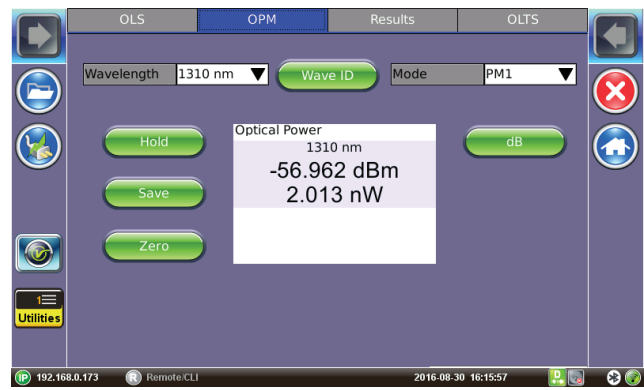 OLS OPM Results OLTS
Wavelength 1310 nm Wave ID Mode PM1
Hold
Optical Power
1310 nm
-56.962 dBm
2.013 nW
dB
Save
Zero
1
Utilities
IP 192.168.0.173 R Remote/CLI 2016-08-30 16:15:57